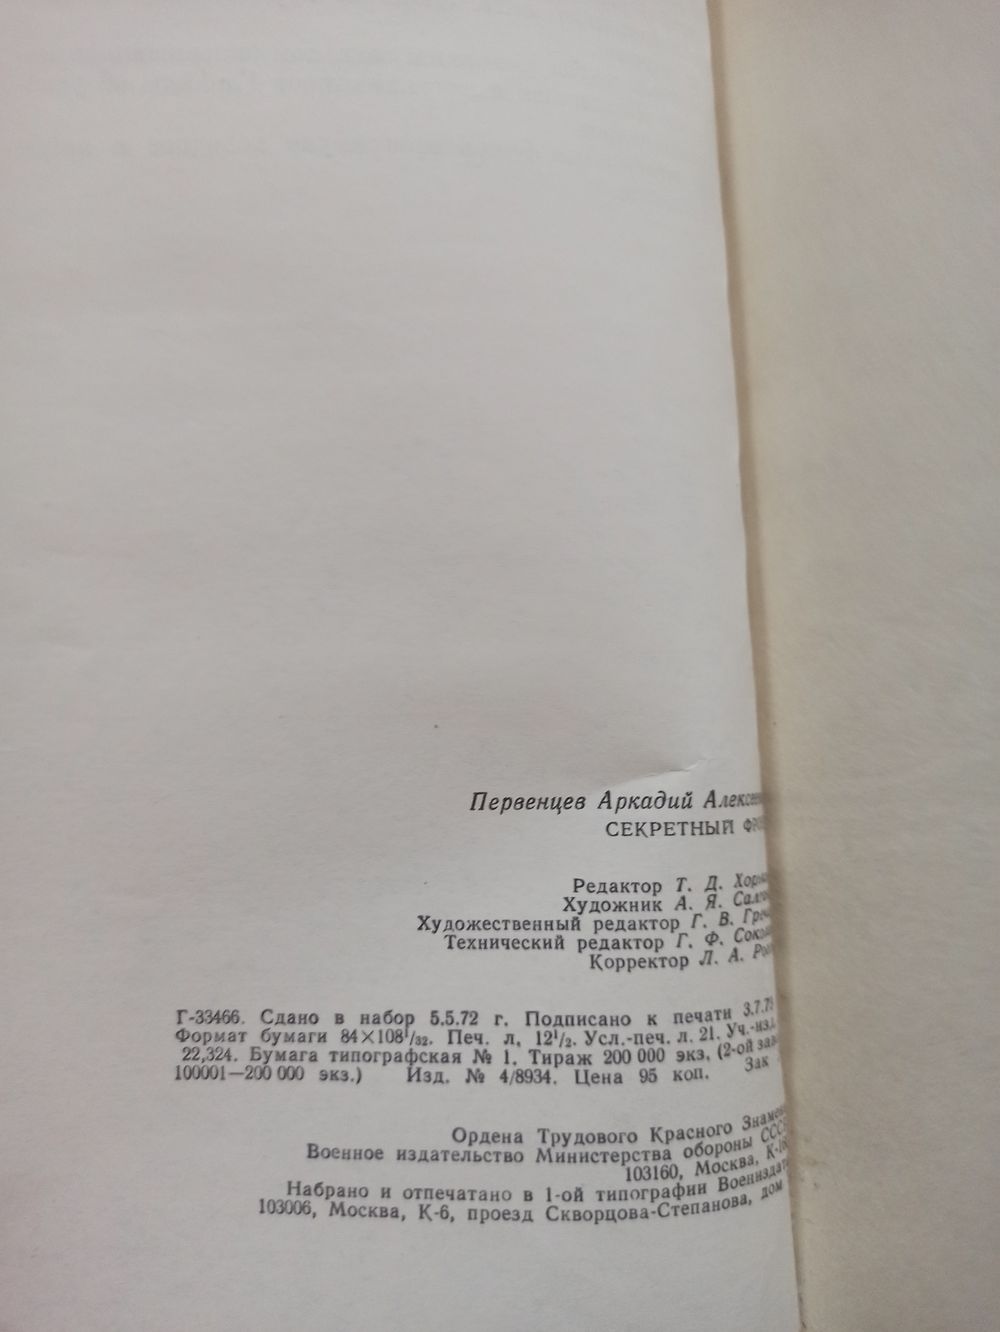 Первенцев Аркадий
СЕКРЕТНЫЙ
Редактор Т. Д.
Художник А. Я.
Художественный редактор Г. В.
Технический редактор Г. Ф.
Корректор Л. А.
Г-33466. Сдано в набор 5.5.72 г. Подписано к печати
Формат бумаги 84×108¹/₃₂. Печ. л. 12¹/₂. Усл.-печ. л. 21. Уч.-изд.
22,324. Бумага типографская № 1. Тираж 200 000 экз. (2-ой
100001—200 000 экз.) Изд. № 4/8934. Цена 95 коп. Зак
Ордена Трудового Красного
Военное издательство Министерства обороны
103160, Москва,
Набрано и отпечатано в 1-ой типографии
103006, Москва, К-6, проезд Скворцова-Степанова, дом